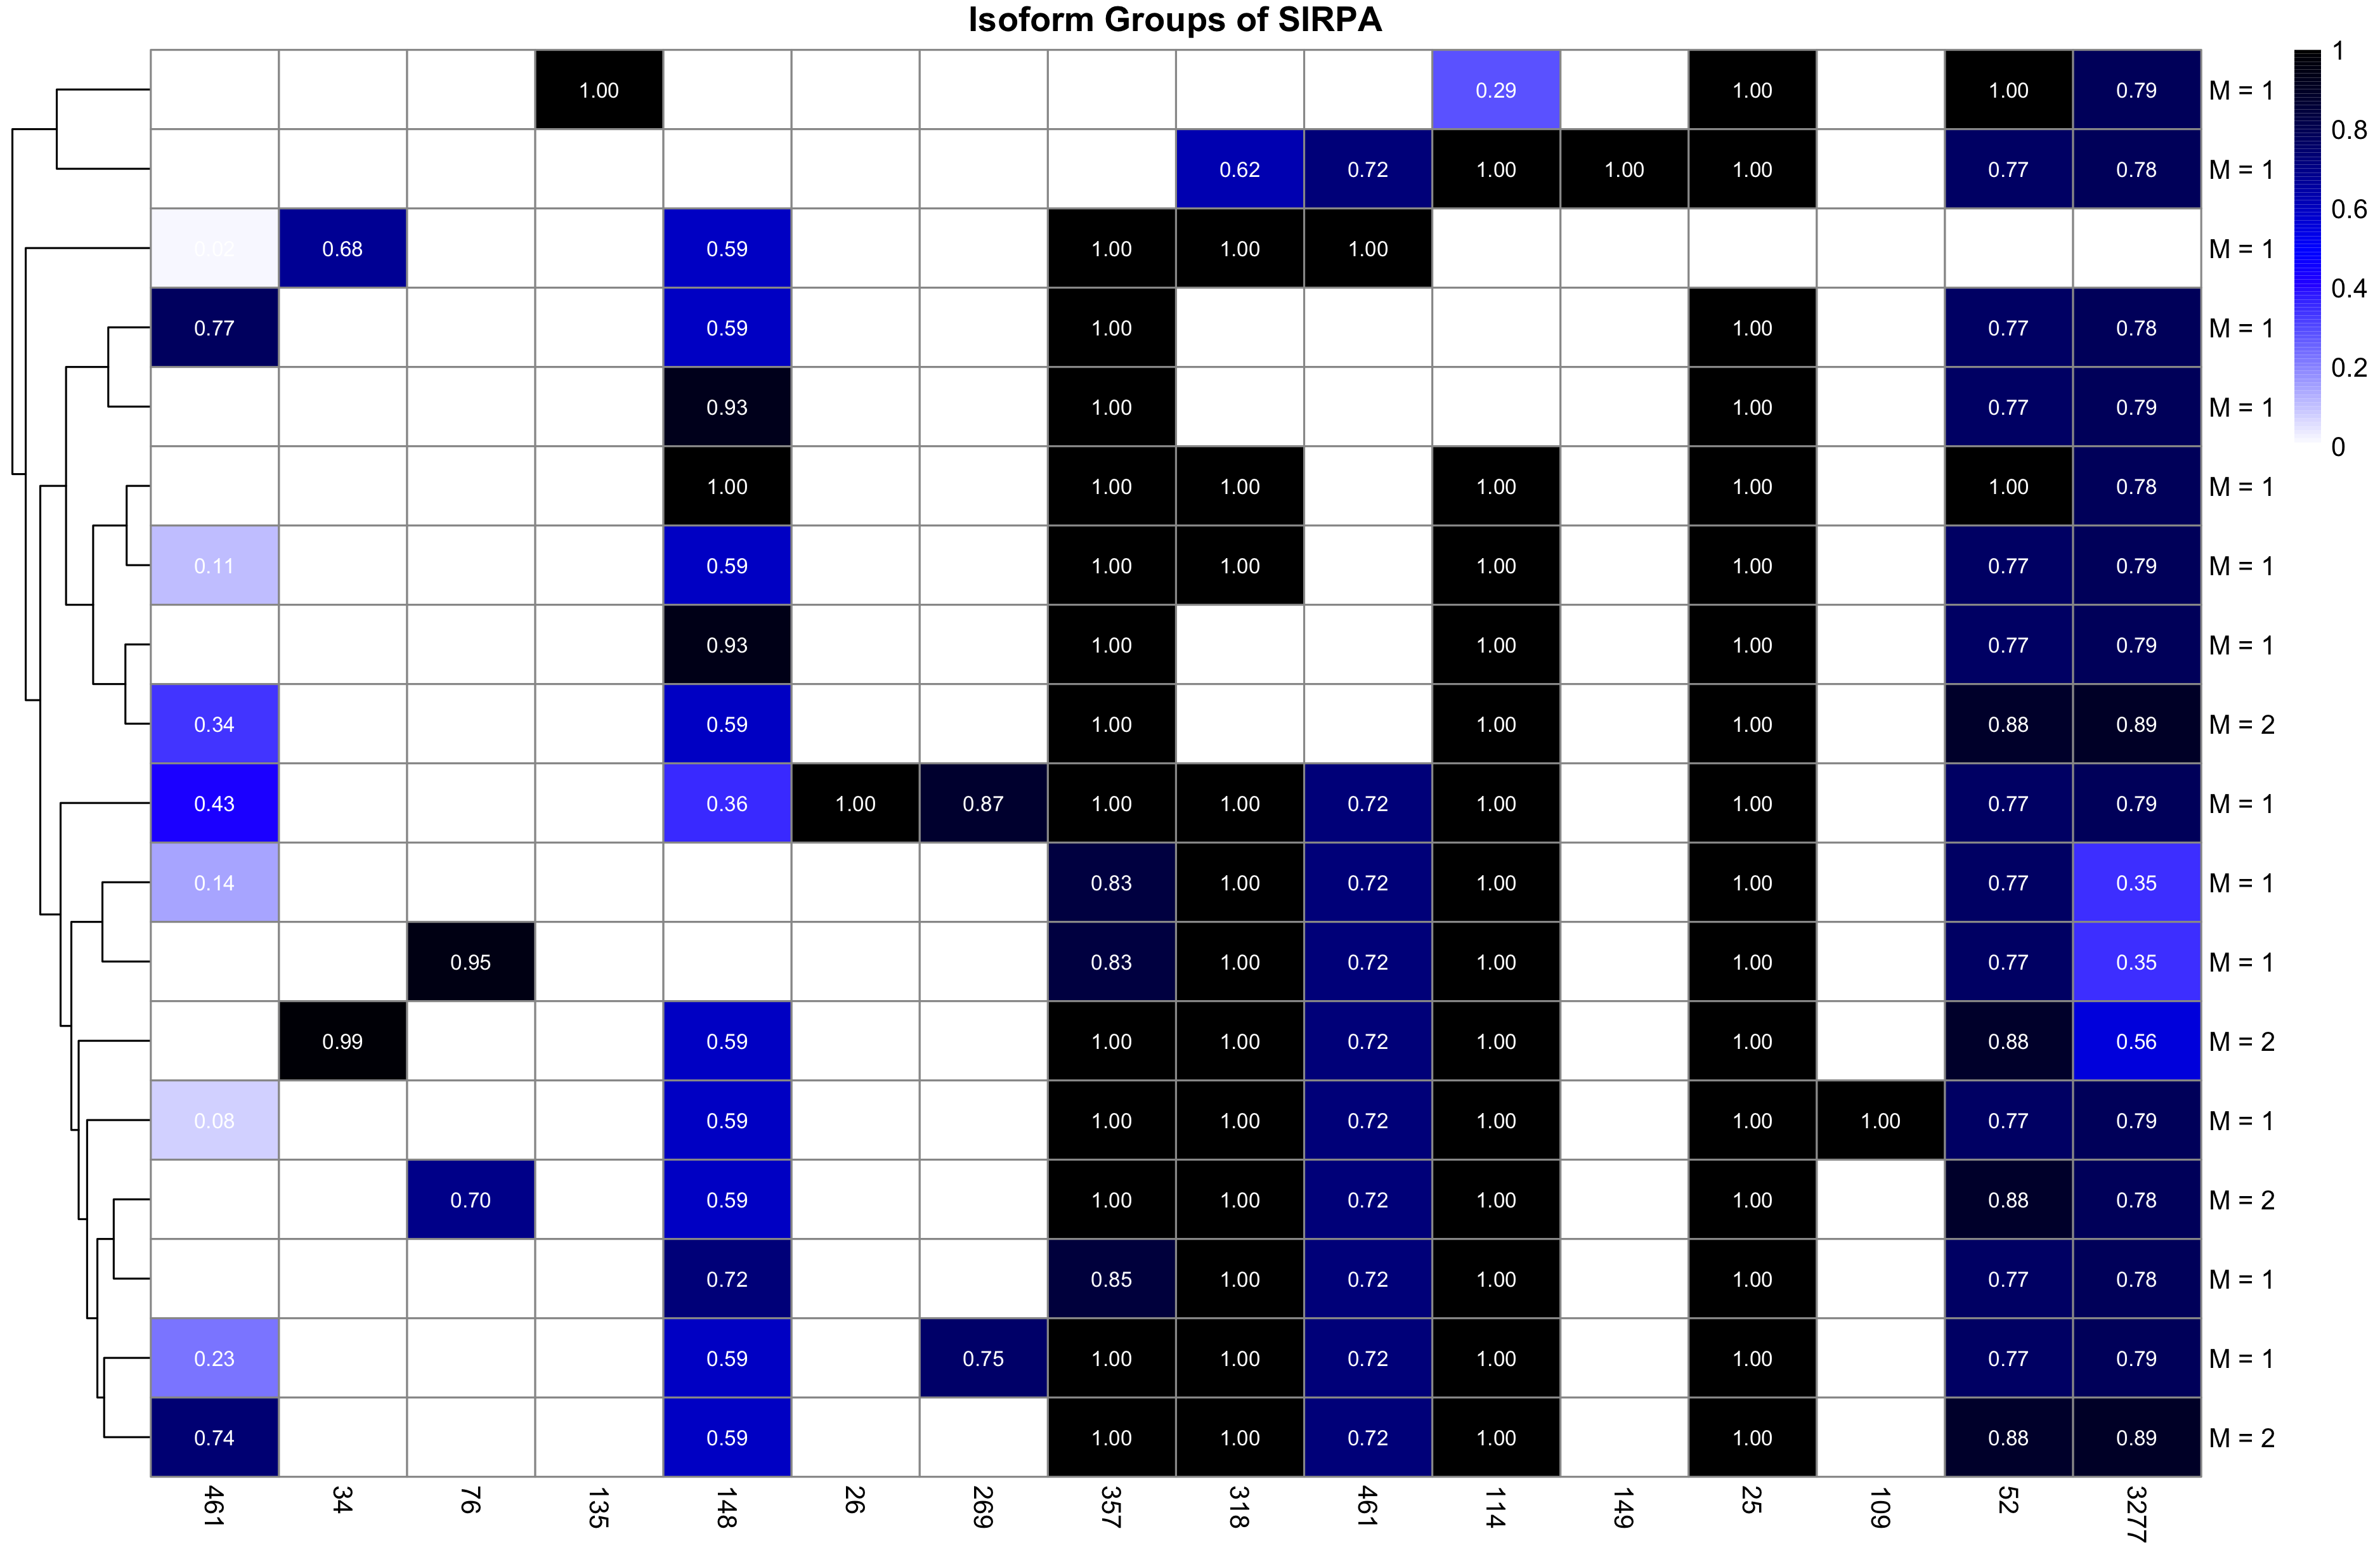 Isoform Groups of SIRPA
1.00 0.29 1.00 1.00 0.79 M = 1
0.62 0.72 1.00 1.00 1.00 0.77 0.78 M = 1
0.02 0.68 0.59 1.00 1.00 1.00 M = 1
0.77 0.59 1.00 1.00 0.77 0.78 M = 1
0.93 1.00 1.00 0.77 0.79 M = 1
1.00 1.00 1.00 1.00 1.00 1.00 0.78 M = 1
0.11 0.59 1.00 1.00 1.00 1.00 0.77 0.79 M = 1
0.93 1.00 1.00 1.00 0.77 0.79 M = 1
0.34 0.59 1.00 1.00 1.00 0.88 0.89 M = 2
0.43 0.36 1.00 0.87 1.00 1.00 0.72 1.00 1.00 0.77 0.79 M = 1
0.14 0.83 1.00 0.72 1.00 1.00 0.77 0.35 M = 1
0.95 0.83 1.00 0.72 1.00 1.00 0.77 0.35 M = 1
0.99 0.59 1.00 1.00 0.72 1.00 1.00 0.88 0.56 M = 2
0.08 0.59 1.00 1.00 0.72 1.00 1.00 1.00 0.77 0.79 M = 1
0.70 0.59 1.00 1.00 0.72 1.00 1.00 0.88 0.78 M = 2
0.72 0.85 1.00 0.72 1.00 1.00 0.77 0.78 M = 1
0.23 0.59 0.75 1.00 1.00 0.72 1.00 1.00 0.77 0.79 M = 1
0.74 0.59 1.00 1.00 0.72 1.00 1.00 0.88 0.89 M = 2
461 34 76 135 148 26 269 357 318 461 114 149 25 109 52 3277
1
0.8
0.6
0.4
0.2
0